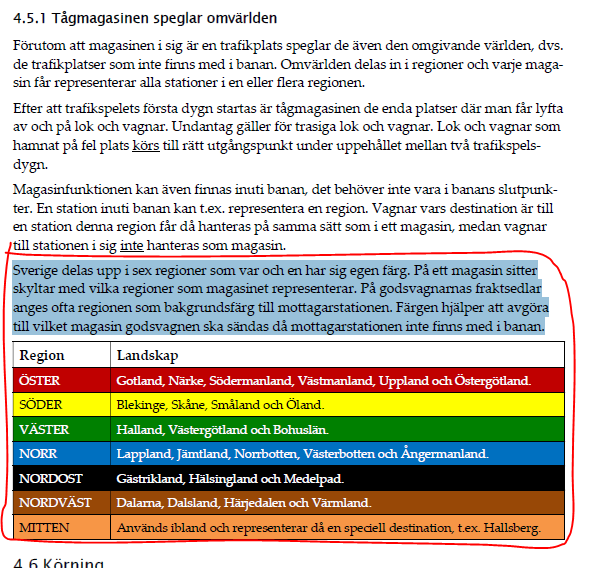 4.5.1 Tågmagasinen speglar omvärlden
Förutom att magasinen i sig är en trafikplats speglar de även den omgivande världen, dvs.
de trafikplatser som inte finns med i banan. Omvärlden delas in i regioner och varje maga-
sin får representerar alla stationer i en eller flera regionen.
Efter att trafikspelets första dygn startas är tågmagasinen de enda platser där man får lyfta
av och på lok och vagnar. Undantag gäller för trasiga lok och vagnar. Lok och vagnar som
hamnat på fel plats körs till rätt utgångspunkt under uppehållet mellan två trafikspels-
dygn.
Magasinfunktionen kan även finnas inuti banan, det behöver inte vara i banans slutpunk-
ter. En station inuti banan kan t.ex. representera en region. Vagnar vars destination är till
en station denna region får då hanteras på samma sätt som i ett magasin, medan vagnar
till stationen i sig inte hanteras som magasin.
Sverige delas upp i sex regioner som var och en har sig egen färg. På ett magasin sitter
skyltar med vilka regioner som magasinet representerar. På godsvagnarnas fraktsedlar
anges ofta regionen som bakgrundsfärg till mottagarstationen. Färgen hjälper att avgöra
till vilket magasin godsvagnen ska sändas då mottagarstationen inte finns med i banan.
Region Landskap
ÖSTER Gotland, Närke, Södermanland, Västmanland, Uppland och Östergötland.
SÖDER Blekinge, Skåne, Småland och Öland.
VÄSTER Halland, Västergötland och Bohuslän.
NORR Lappland, Jämtland, Norrbotten, Västerbotten och Ångermanland.
NORDOST Gästrikland, Hälsingland och Medelpad.
NORDVÄST Dalarna, Dalsland, Härjedalen och Värmland.
MITTEN Används ibland och representerar då en speciell destination, t.ex. Hallsberg.
4.6 Körning